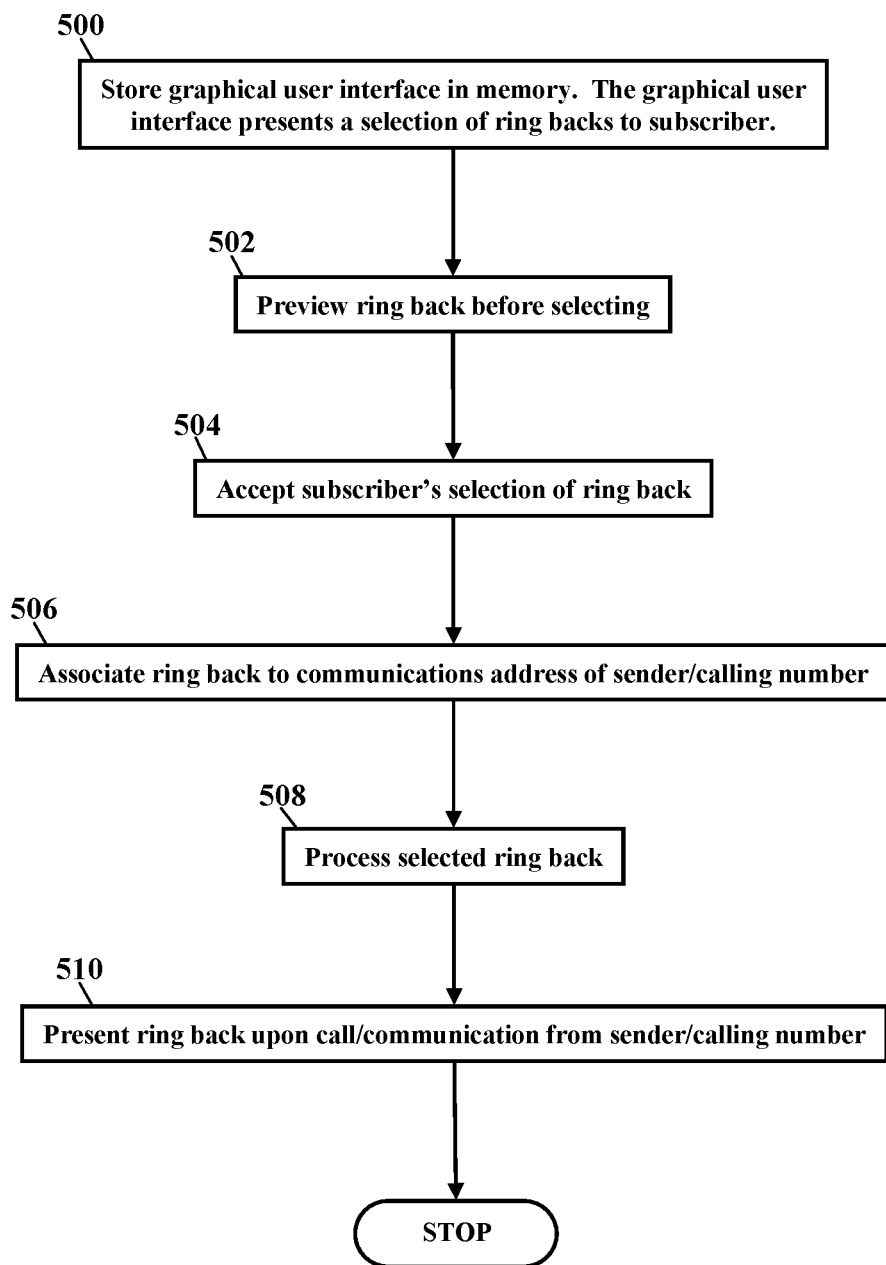 500
Store graphical user interface in memory.  The graphical user
interface presents a selection of ring backs to subscriber.
502
Preview ring back before selecting
504
Accept subscriber’s selection of ring back
506
Associate ring back to communications address of sender/calling number
508
Process selected ring back
510
Present ring back upon call/communication from sender/calling number
STOP